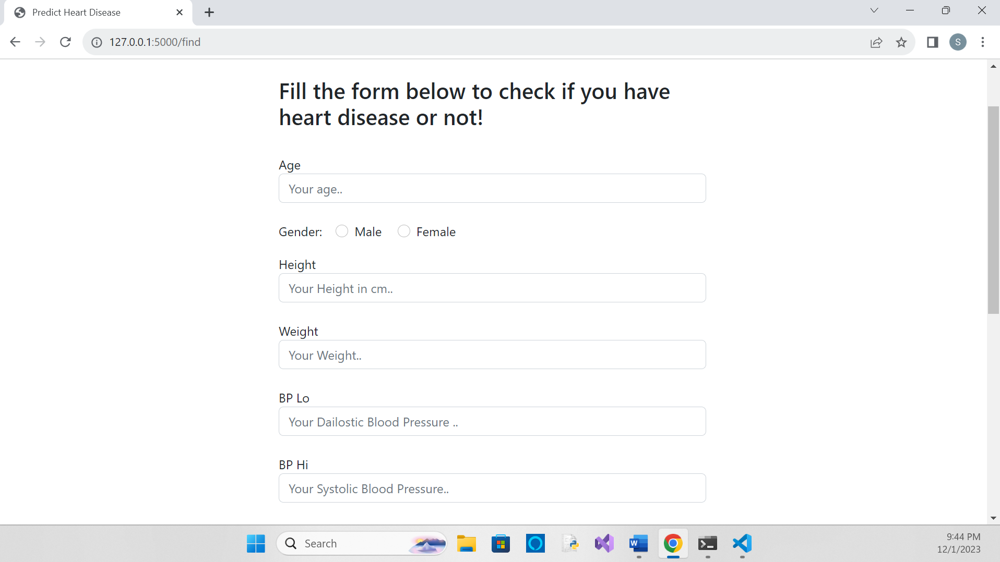 Predict Heart Disease
127.0.0.1:5000/find
S
Fill the form below to check if you have
heart disease or not!
Age
Your age..
Gender: Male Female
Height
Your Height in cm..
Weight
Your Weight..
BP Lo
Your Dailostic Blood Pressure ..
BP Hi
Your Systolic Blood Pressure..
Search
W
9:44 PM
12/1/2023